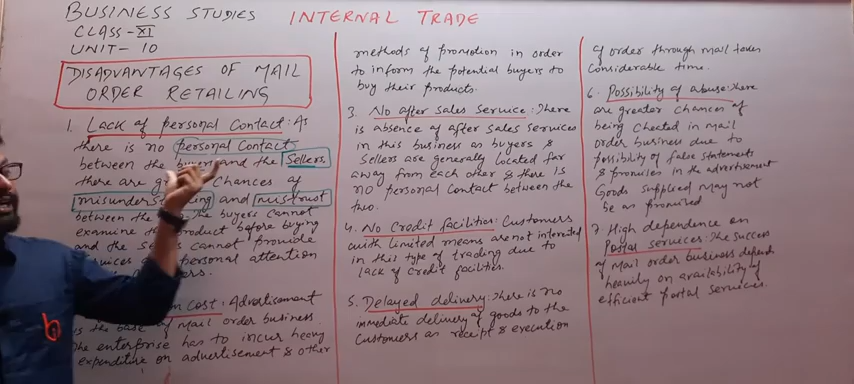 BUSINESS STUDIES
INTERNAL TRADE
CLASS-XI
UNIT-10
DISADVANTAGES OF MAIL
ORDER RETAILING
1. Lack of personal Contact: As
there is no personal Contact
between the buyers and the Sellers
there are chances of
misunderstanding and mistrust
between the buyers cannot
examine the product before buying
and the cannot provide
personal attention
cost: Advertisement
is the base of mail order business
The enterprise has to incur heavy
expenditure on advertisement & other
methods of promotion in order
to inform the potential buyers to
buy their products.
3. No after sales service: There
is absence of after sales services
in this business as buyers &
Sellers are generally located far
away from each other & there is
no personal contact between the
two.
4. No Credit facilities: Customers
with limited means are not interested
in this type of trading due to
lack of credit facilities.
5. Delayed delivery: There is no
immediate delivery of goods to the
Customers as receipt & execution
of order through mail takes
considerable time.
6. Possibility of abuse: There
are greater chances of
being cheated in mail
order business due to
possibility of false statements
& promises in the advertisement
Goods supplied may not
be as promised
7. High dependence on
Postal services: The success
of mail order business depends
heavily on availability of
efficient postal services.